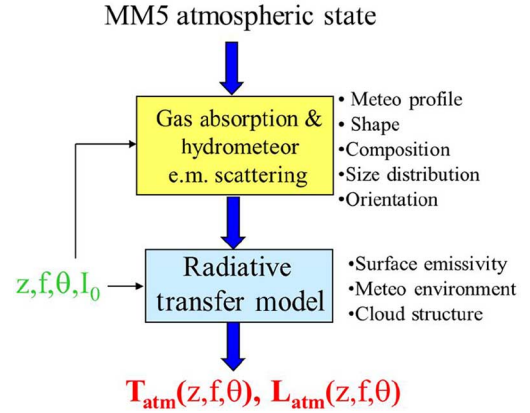 MM5 atmospheric state
Gas absorption &
hydrometeor
e.m. scattering
• Meteo profile
• Shape
•Composition
•Size distribution
•Orientation
z,f,θ,I₀
Radiative
transfer model
•Surface emissivity
•Meteo environment
•Cloud structure
Tatm(z,f,θ), Latm(z,f,θ)